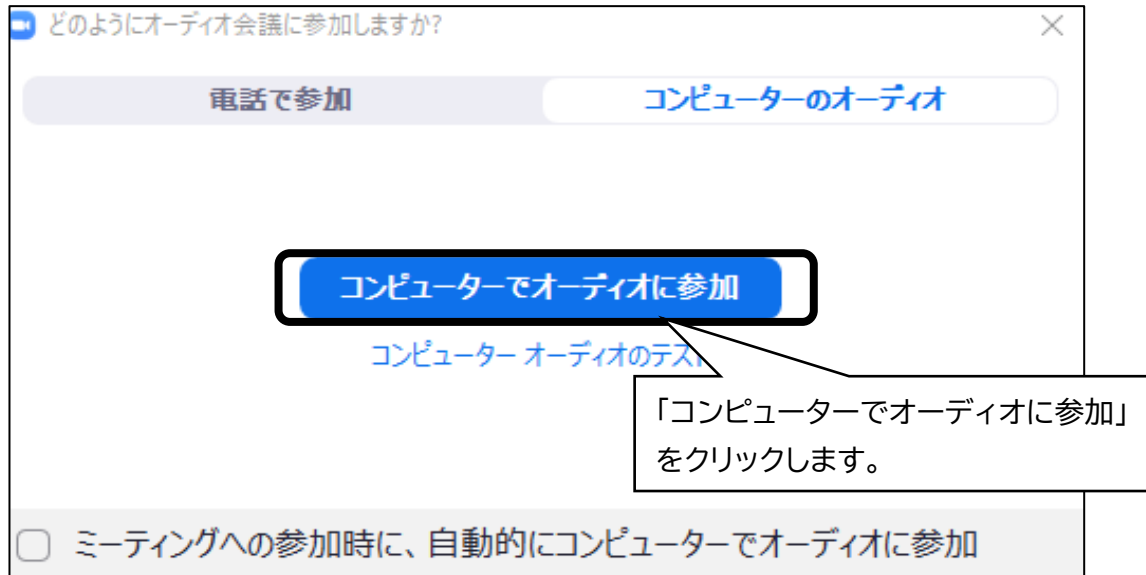 どのようにオーディオ会議に参加しますか?
電話で参加 コンピューターのオーディオ
コンピューターでオーディオに参加
コンピューター オーディオのテスト
「コンピューターでオーディオに参加」
をクリックします。
ミーティングへの参加時に、自動的にコンピューターでオーディオに参加